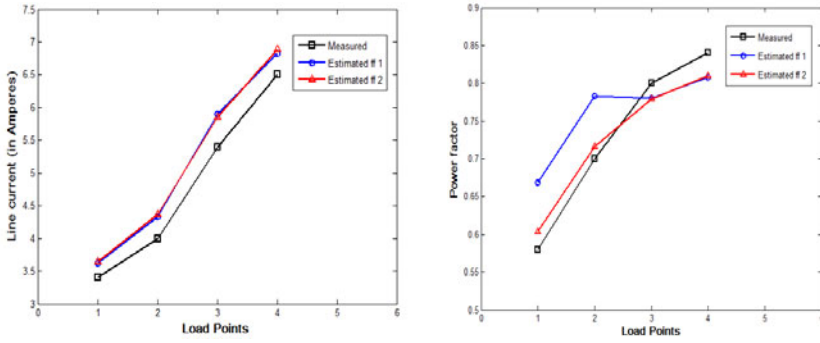 7.5
7
6.5
6
5.5
5
4.5
4
3.5
3
0 1 2 3 4 5 6
Line current (in Amperes)
Load Points
Measured
Estimated ff 1
Estimated ff 2
0.9
0.85
0.8
0.75
0.7
0.65
0.6
0.55
0.5
0 1 2 3 4 5 6
Power factor
Load Points
Measured
Estimated ff 1
Estimated ff 2